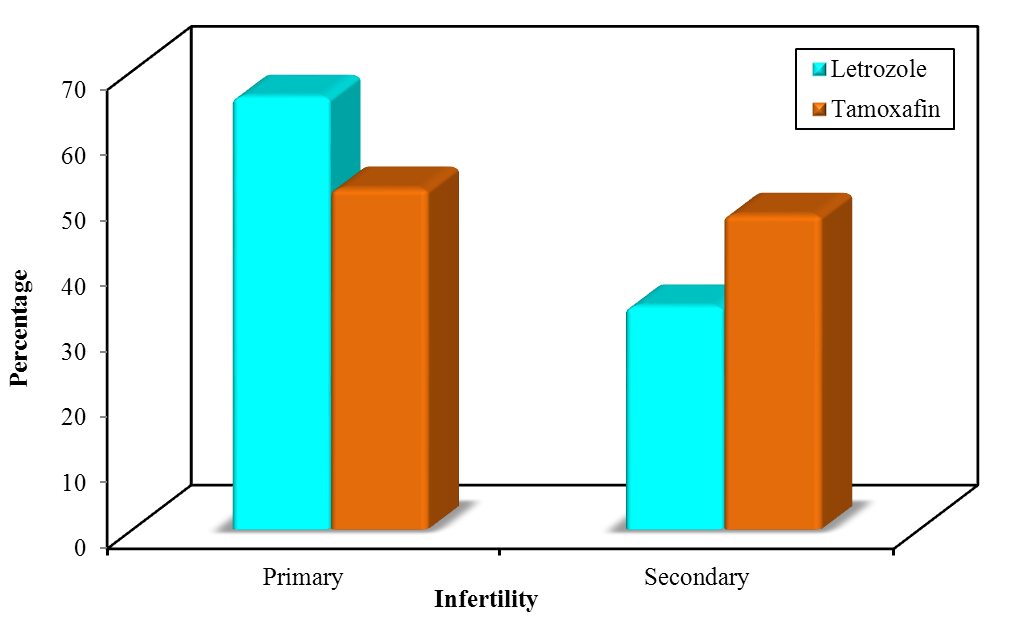 Letrozole
Tamoxafin
70
60
50
40
30
20
10
0
Percentage
Primary
Secondary
Infertility